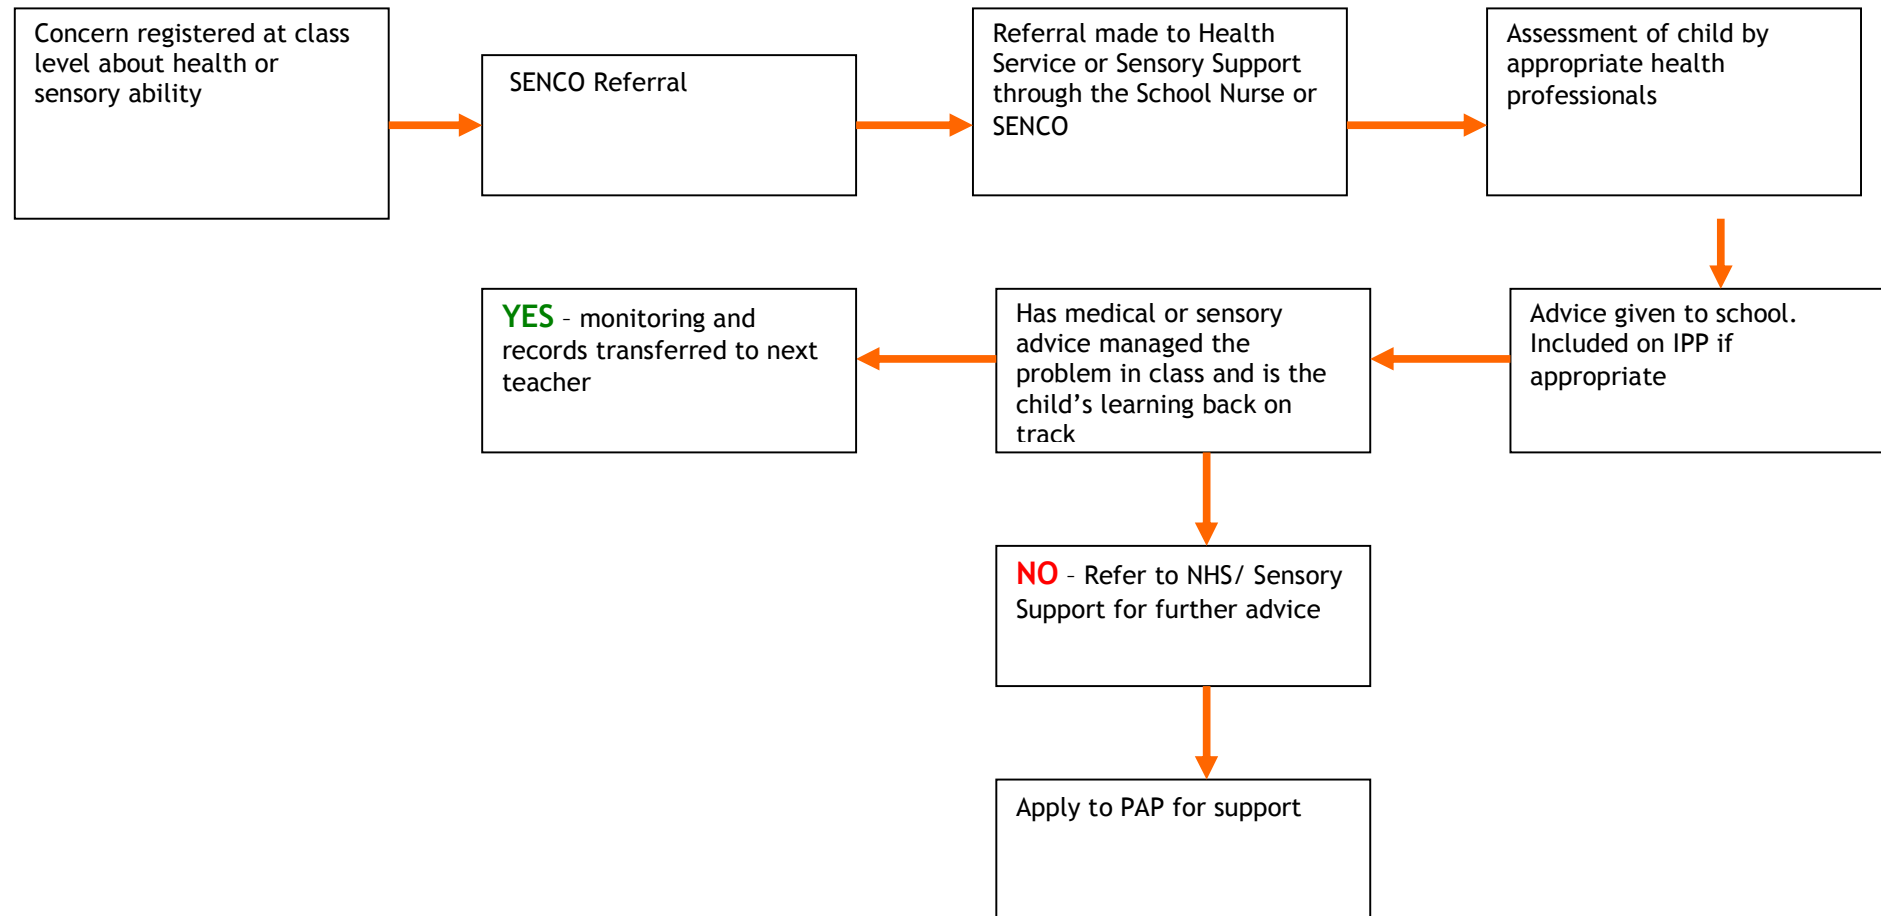 Concern registered at class
level about health or
sensory ability
SENCO Referral
Referral made to Health
Service or Sensory Support
through the School Nurse or
SENCO
Assessment of child by
appropriate health
professionals
Advice given to school.
Included on IPP if
appropriate
Has medical or sensory
advice managed the
problem in class and is the
child’s learning back on
track
YES – monitoring and
records transferred to next
teacher
NO – Refer to NHS/ Sensory
Support for further advice
Apply to PAP for support